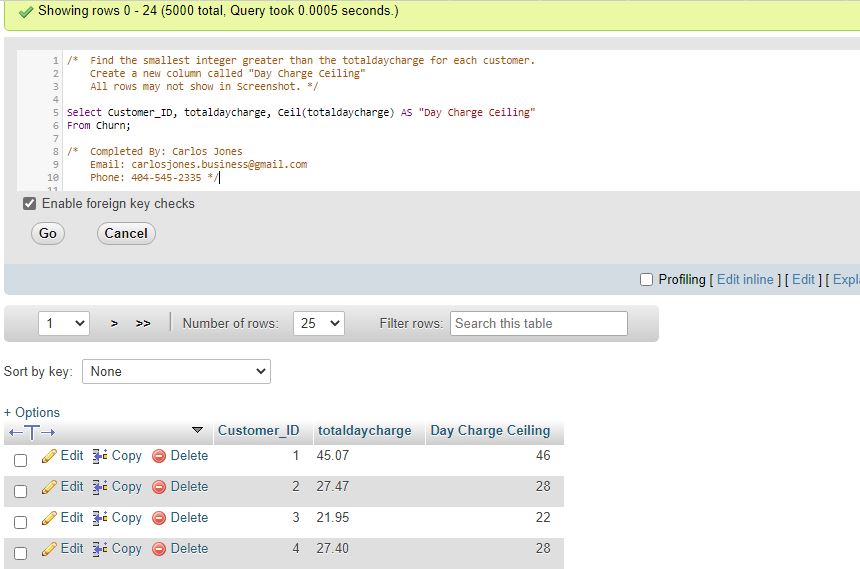 Showing rows 0 - 24 (5000 total, Query took 0.0005 seconds.)
1 /* Find the smallest integer greater than the totaldaycharge for each customer.
2 Create a new column called "Day Charge Ceiling"
3 All rows may not show in Screenshot. */
4
5 Select Customer_ID, totaldaycharge, Ceil(totaldaycharge) AS "Day Charge Ceiling"
6 From Churn;
7
8 /* Completed By: Carlos Jones
9 Email: carlosjones.business@gmail.com
10 Phone: 404-545-2335 */
11
Enable foreign key checks
Go Cancel
Profiling [ Edit inline ] [ Edit ] [ Expla
1 > >> Number of rows: 25 Filter rows: Search this table
Sort by key: None
+ Options
←T→ Customer_ID totaldaycharge Day Charge Ceiling
Edit Copy Delete 1 45.07 46
Edit Copy Delete 2 27.47 28
Edit Copy Delete 3 21.95 22
Edit Copy Delete 4 27.40 28